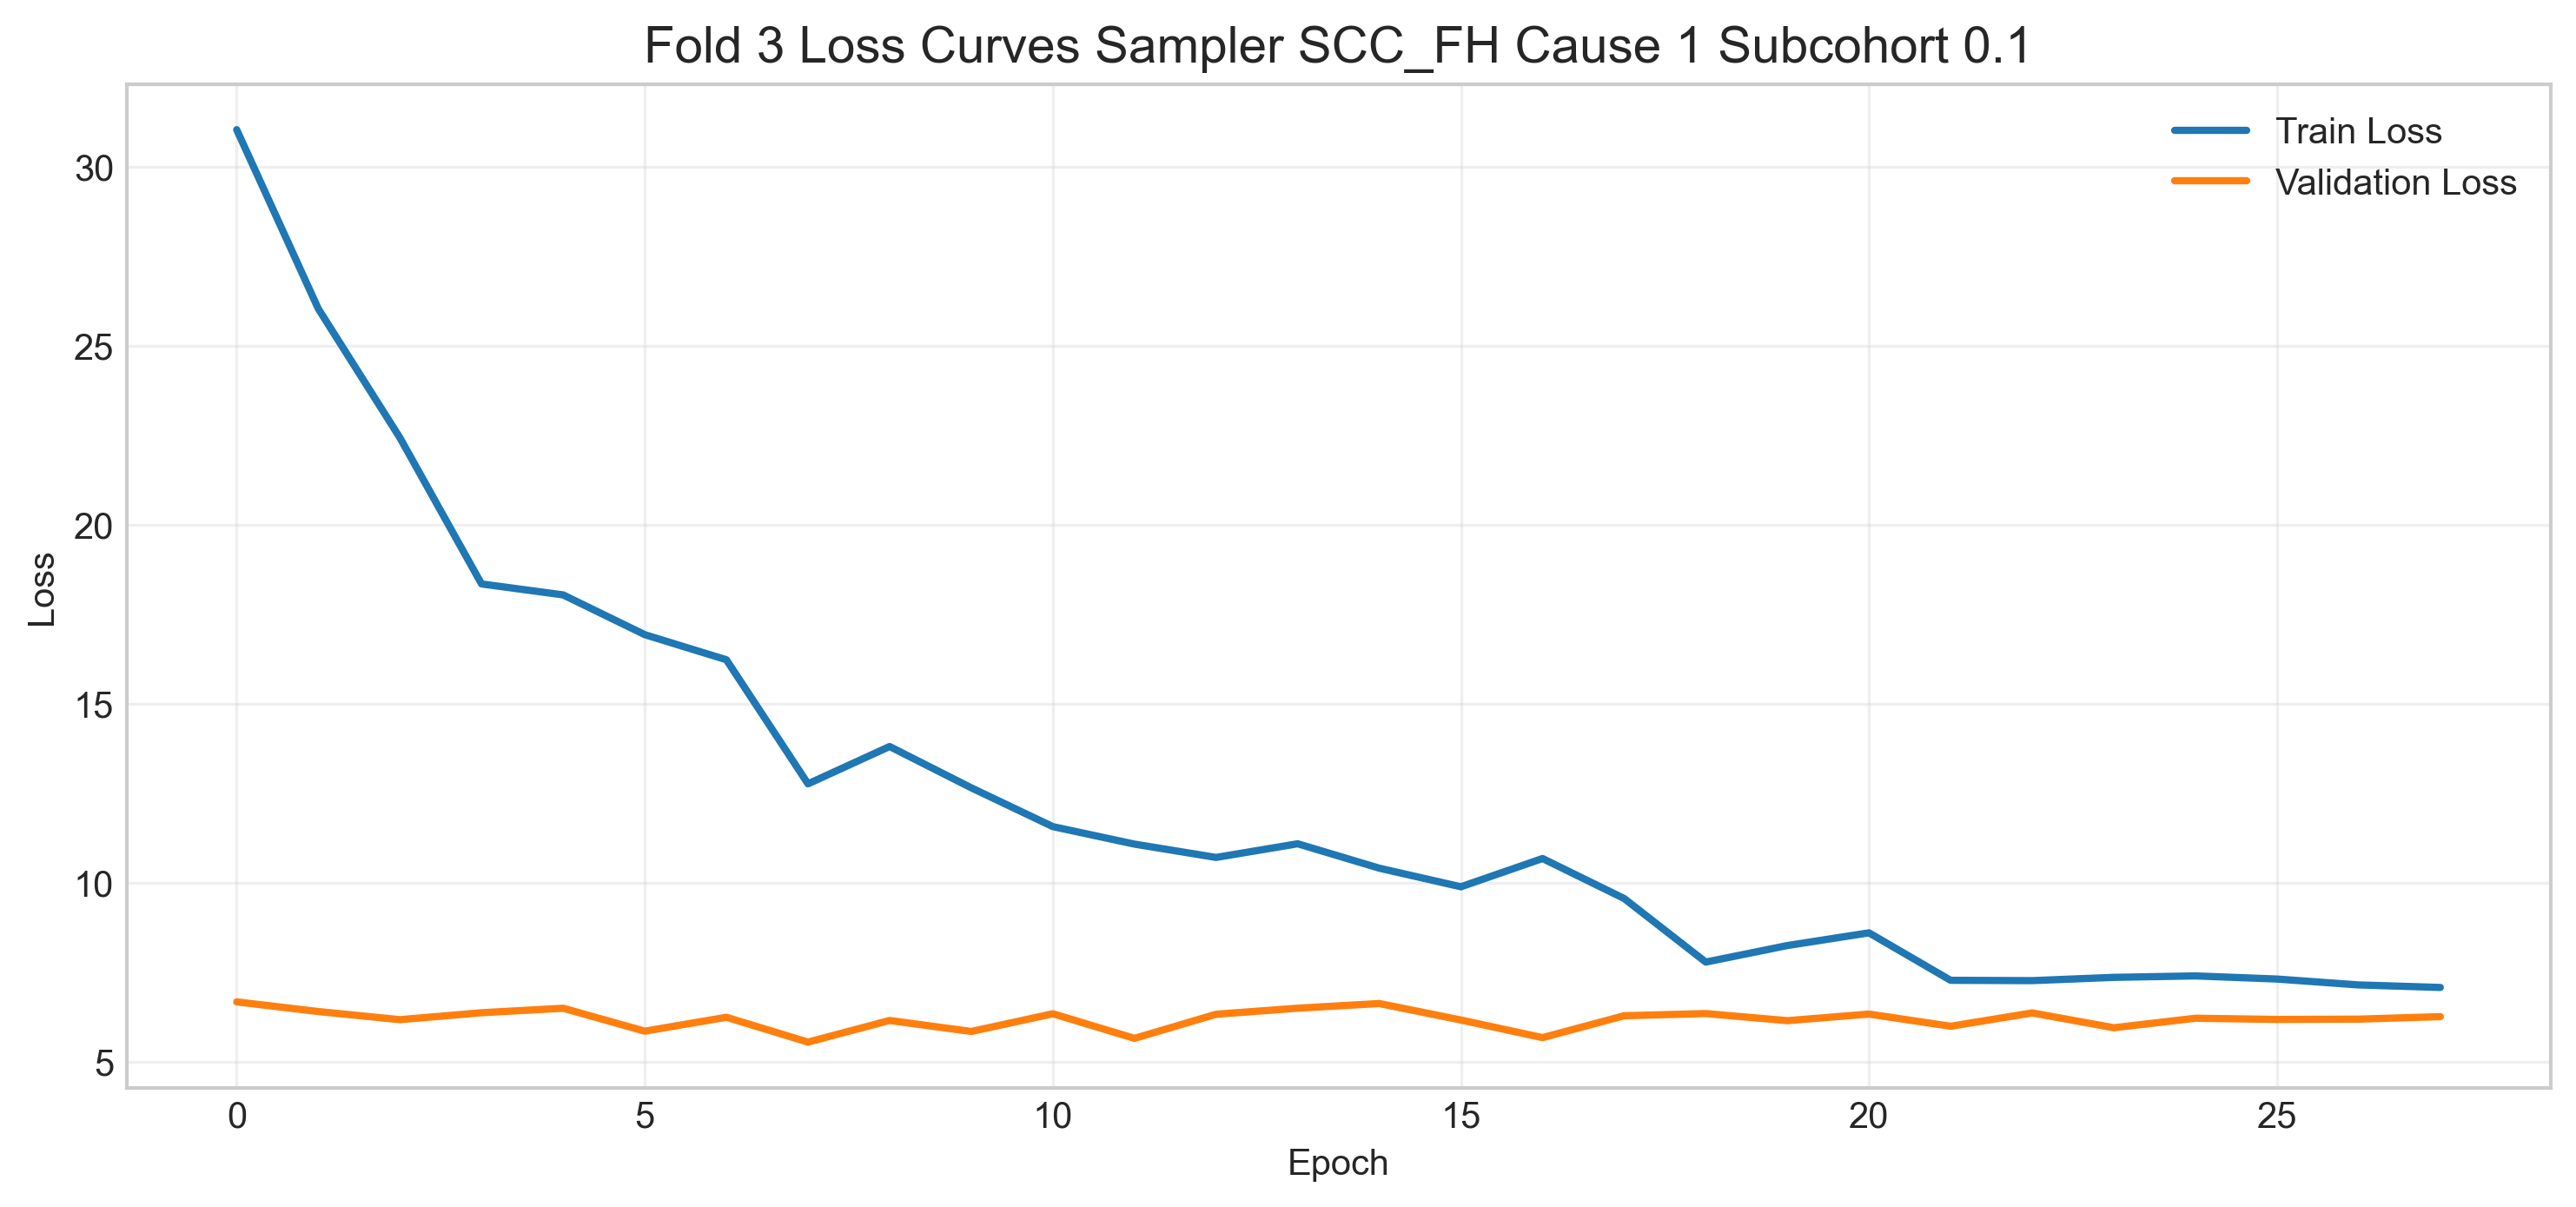 Fold 3 Loss Curves Sampler SCC_FH Cause 1 Subcohort 0.1
Train Loss
Validation Loss
30
25
20
15
10
5
Loss
0 5 10 15 20 25
Epoch